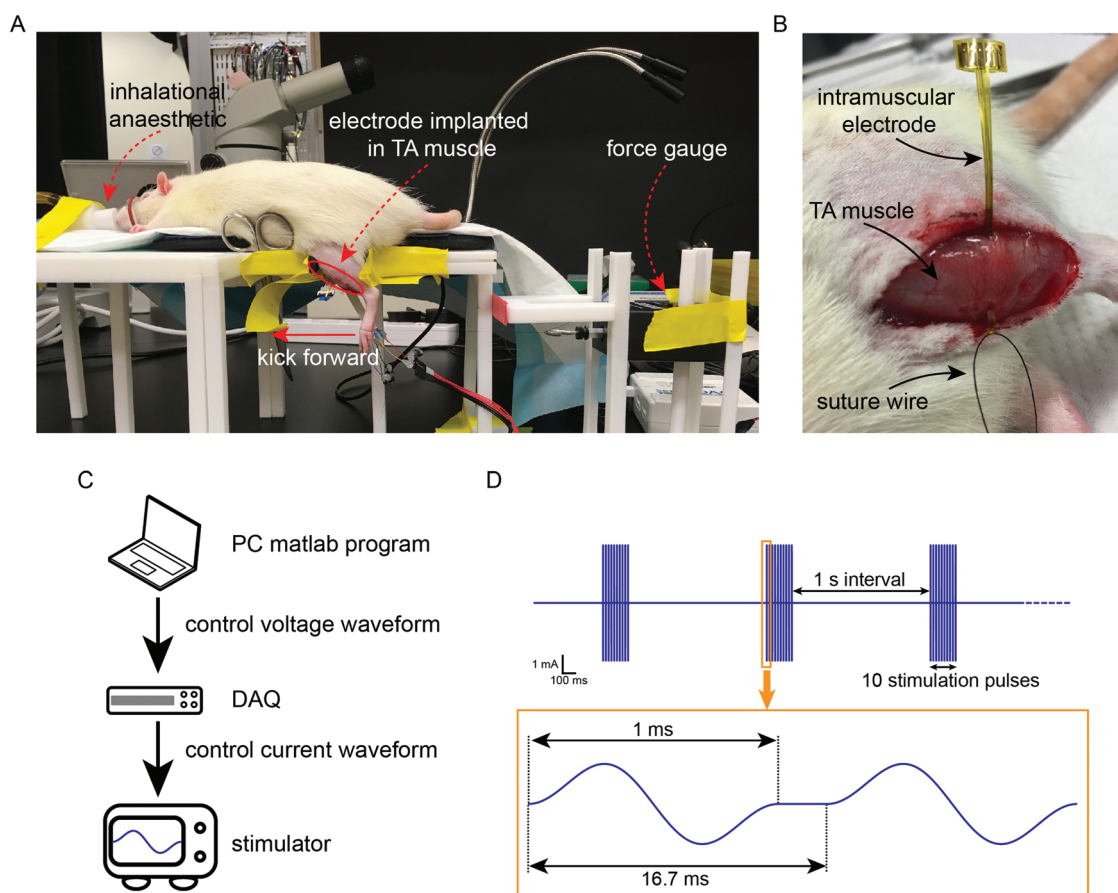 A
inhalational
anaesthetic
electrode implanted
in TA muscle
force gauge
kick forward
B
intramuscular
electrode
TA muscle
suture wire
C
PC matlab program
control voltage waveform
DAQ
control current waveform
stimulator
D
1 s interval
1 mA
100 ms
10 stimulation pulses
1 ms
16.7 ms